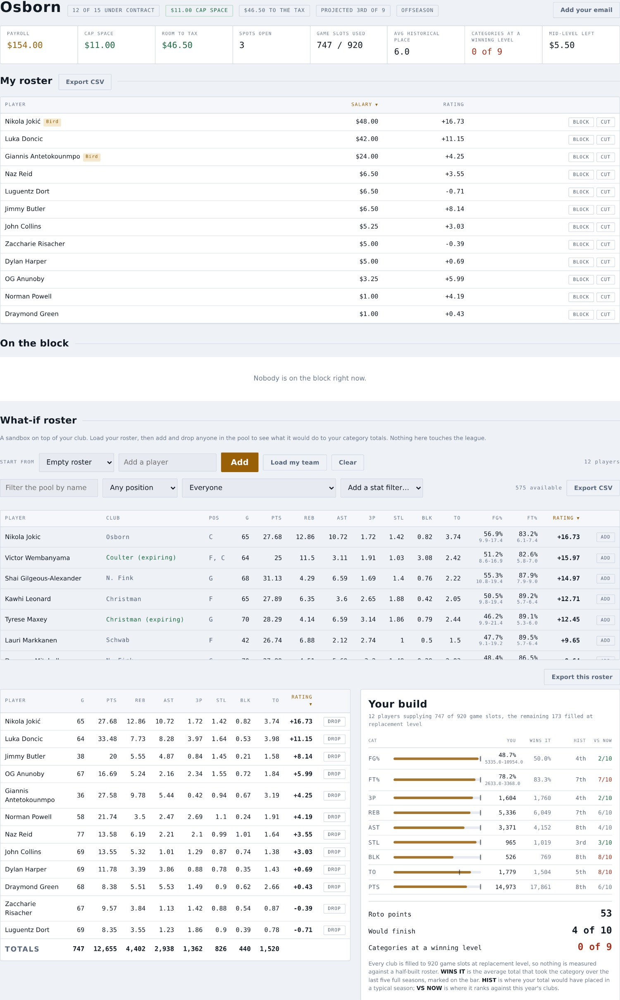 Osborn 12 OF 15 UNDER CONTRACT $11.00 CAP SPACE $46.50 TO THE TAX PROJECTED 3RD OF 9 OFFSEASON Add your email
PAYROLL CAP SPACE ROOM TO TAX SPOTS OPEN GAME SLOTS USED AVG HISTORICAL PLACE CATEGORIES AT A WINNING LEVEL MID-LEVEL LEFT
$154.00 $11.00 $46.50 3 747 / 920 6.0 0 of 9 $5.50
My roster Export CSV
PLAYER SALARY ▼ RATING
Nikola Jokić Bird $48.00 +16.73 BLOCK CUT
Luka Doncic $42.00 +11.15 BLOCK CUT
Giannis Antetokounmpo Bird $24.00 +4.25 BLOCK CUT
Naz Reid $6.50 +3.55 BLOCK CUT
Luguentz Dort $6.50 -0.71 BLOCK CUT
Jimmy Butler $6.50 +8.14 BLOCK CUT
John Collins $5.25 +3.03 BLOCK CUT
Zaccharie Risacher $5.00 -0.39 BLOCK CUT
Dylan Harper $5.00 +0.69 BLOCK CUT
OG Anunoby $3.25 +5.99 BLOCK CUT
Norman Powell $1.00 +4.19 BLOCK CUT
Draymond Green $1.00 +0.43 BLOCK CUT
On the block
Nobody is on the block right now.
What-if roster
A sandbox on top of your club. Load your roster, then add and drop anyone in the pool to see what it would do to your category totals. Nothing here touches the league.
START FROM Empty roster Add a player Add Load my team Clear 12 players
Filter the pool by name Any position Everyone Add a stat filter... 575 available Export CSV
PLAYER CLUB POS G PTS REB AST 3P STL BLK TO FG% FT% RATING ▼
Nikola Jokic Osborn C 65 27.68 12.86 10.72 1.72 1.42 0.82 3.74 56.9% 9.9-17.4 83.2% 6.1-7.4 +16.73 ADD
Victor Wembanyama Coulter (expiring) F, C 64 25 11.5 3.11 1.91 1.03 3.08 2.42 51.2% 8.6-16.9 82.6% 5.8-7.0 +15.97 ADD
Shai Gilgeous-Alexander N. Fink G 68 31.13 4.29 6.59 1.69 1.4 0.76 2.22 55.3% 10.8-19.4 87.9% 7.9-9.0 +14.97 ADD
Kawhi Leonard Christman F 65 27.89 6.35 3.6 2.65 1.88 0.42 2.05 50.5% 9.8-19.4 89.2% 5.7-6.4 +12.71 ADD
Tyrese Maxey Christman (expiring) G 70 28.29 4.14 6.59 3.14 1.86 0.79 2.44 46.2% 9.9-21.4 89.1% 5.3-6.0 +12.45 ADD
Lauri Markkanen Schwab F 42 26.74 6.88 2.12 2.74 1 0.5 1.5 47.7% 9.1-19.2 89.5% 5.7-6.4 +9.65 ADD
48.4% 86.5%
Export this roster
PLAYER G PTS REB AST 3P STL BLK TO RATING ▼
Nikola Jokić 65 27.68 12.86 10.72 1.72 1.42 0.82 3.74 +16.73 DROP
Luka Doncic 64 33.48 7.73 8.28 3.97 1.64 0.53 3.98 +11.15 DROP
Jimmy Butler 38 20 5.55 4.87 0.84 1.45 0.21 1.58 +8.14 DROP
OG Anunoby 67 16.69 5.24 2.16 2.34 1.55 0.72 1.84 +5.99 DROP
Giannis Antetokounmpo 36 27.58 9.78 5.44 0.42 0.94 0.67 3.19 +4.25 DROP
Norman Powell 58 21.74 3.5 2.47 2.69 1.1 0.24 1.91 +4.19 DROP
Naz Reid 77 13.58 6.19 2.21 2.1 0.99 1.01 1.64 +3.55 DROP
John Collins 69 13.55 5.32 1.01 1.29 0.87 0.74 1.38 +3.03 DROP
Dylan Harper 69 11.78 3.39 3.86 0.88 0.78 0.35 1.43 +0.69 DROP
Draymond Green 68 8.38 5.51 5.53 1.49 0.9 0.62 2.66 +0.43 DROP
Zaccharie Risacher 67 9.57 3.84 1.13 1.42 0.88 0.54 0.87 -0.39 DROP
Luguentz Dort 69 8.35 3.55 1.23 1.86 0.9 0.39 0.78 -0.71 DROP
TOTALS 747 12,655 4,402 2,938 1,362 826 440 1,520
Your build
12 players supplying 747 of 920 game slots, the remaining 173 filled at
replacement level
CAT YOU WINS IT HIST VS NOW
FG% 48.7% 5335.0-10954.0 50.0% 4th 2/10
FT% 78.2% 2633.0-3368.0 83.3% 7th 7/10
3P 1,604 1,760 4th 2/10
REB 5,336 6,049 7th 6/10
AST 3,371 4,152 8th 4/10
STL 965 1,019 3rd 3/10
BLK 526 769 8th 8/10
TO 1,779 1,504 5th 8/10
PTS 14,973 17,861 8th 6/10
Roto points 53
Would finish 4 of 10
Categories at a winning level 0 of 9
Every club is filled to 920 game slots at replacement level, so nothing is measured
against a half-built roster. WINS IT is the average total that took the category over the
last five full seasons, marked on the bar. HIST is where your total would have placed in
a typical season; VS NOW is where it ranks against this year's clubs.